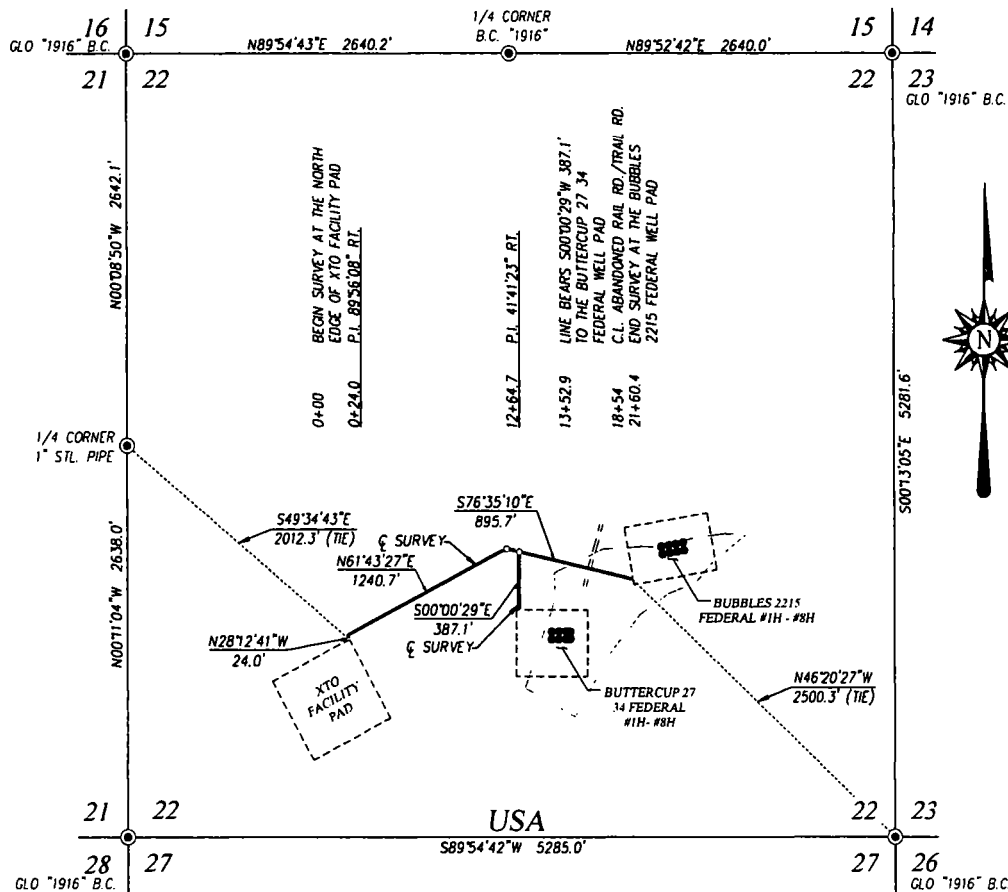 1/4 CORNER
B.C. "1916"
16 15
15 14
GLO "1916" B.C.
N89°54'43"E 2640.2'
N89°52'42"E 2640.0'
21 22
22 23
GLO "1916" B.C.
N00°08'50"W 2642.1'
0+00 BEGIN SURVEY AT THE NORTH
EDGE OF XTO FACILITY PAD
0+24.0 P.I. 89°56'08" RT.
12+64.7 P.I. 41°41'23" RT.
13+52.9 LINE BEARS S00°00'29"W 387.1'
TO THE BUTTERCUP 27 34
FEDERAL WELL PAD
18+54 C.L. ABANDONED RAIL RD./TRAIL RD.
21+60.4 END SURVEY AT THE BUBBLES
2215 FEDERAL WELL PAD
N
S00°13'05"E 5281.6'
1/4 CORNER
1" STL. PIPE
N00°11'04"W 2638.0'
S49°34'43"E
2012.3' (TIE)
S76°35'10"E
895.7'
℄ SURVEY
N61°43'27"E
1240.7'
S00°00'29"E
387.1'
℄ SURVEY
N28°12'41"W
24.0'
BUBBLES 2215
FEDERAL #1H - #8H
XTO
FACILITY
PAD
BUTTERCUP 27
34 FEDERAL
#1H- #8H
N46°20'27"W
2500.3' (TIE)
21 22
USA
22 23
S89°54'42"W 5285.0'
28 27
27 26
GLO "1916" B.C.
GLO "1916" B.C.